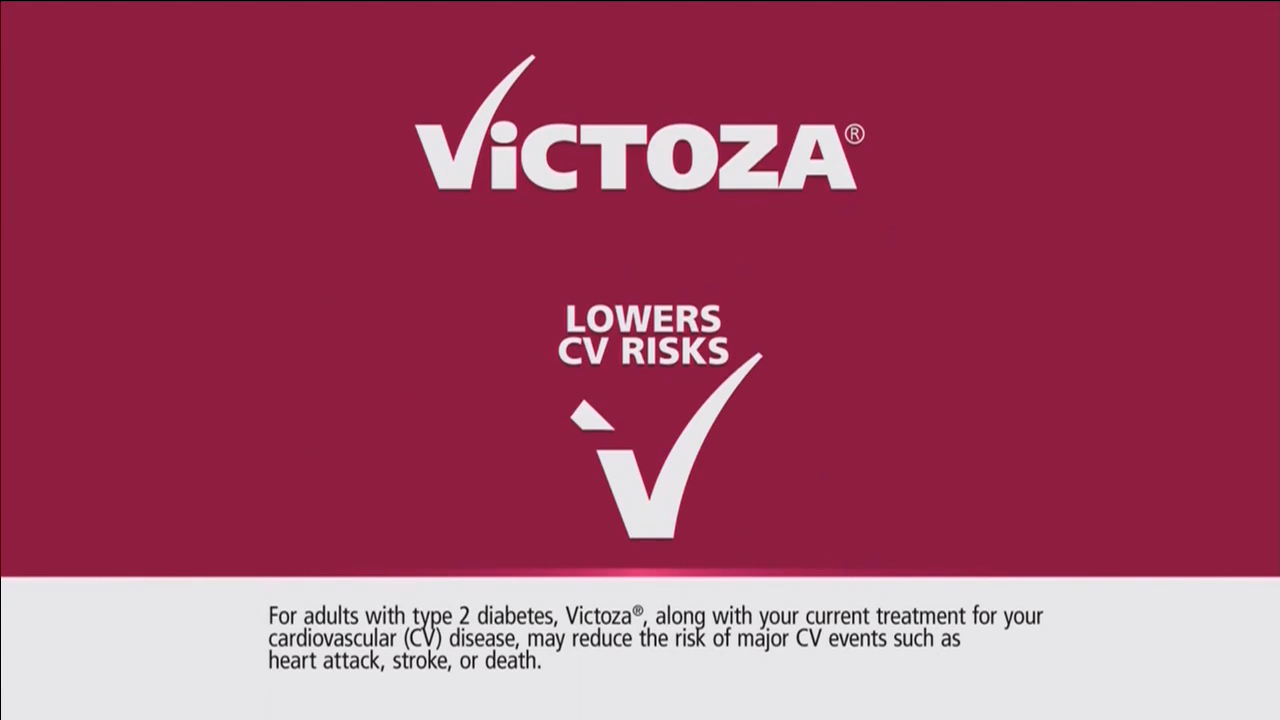 ViCTOZA®
LOWERS
CV RISKS
For adults with type 2 diabetes, Victoza®, along with your current treatment for your
cardiovascular (CV) disease, may reduce the risk of major CV events such as
heart attack, stroke, or death.